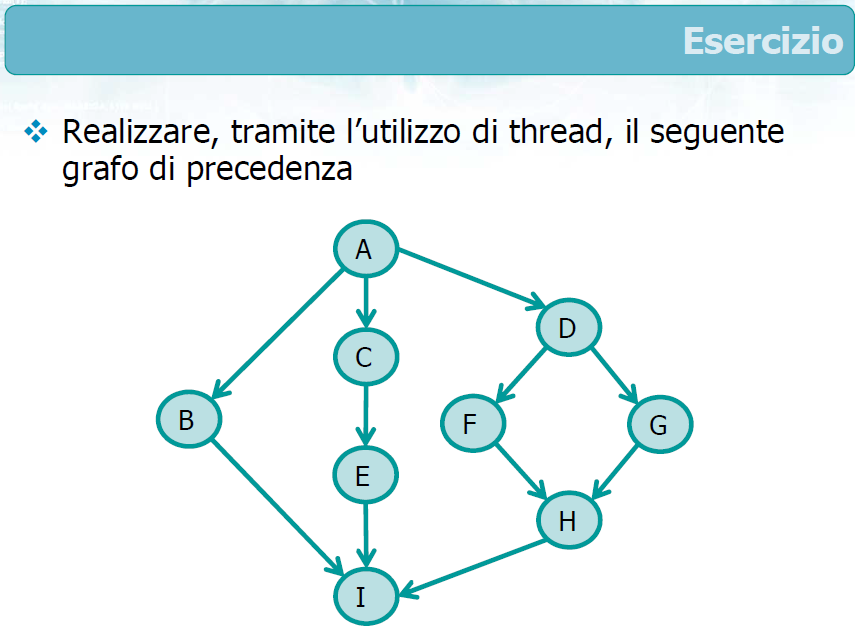 Esercizio
Realizzare, tramite l'utilizzo di thread, il seguente
grafo di precedenza
A
D
C
B
F
G
E
H
I